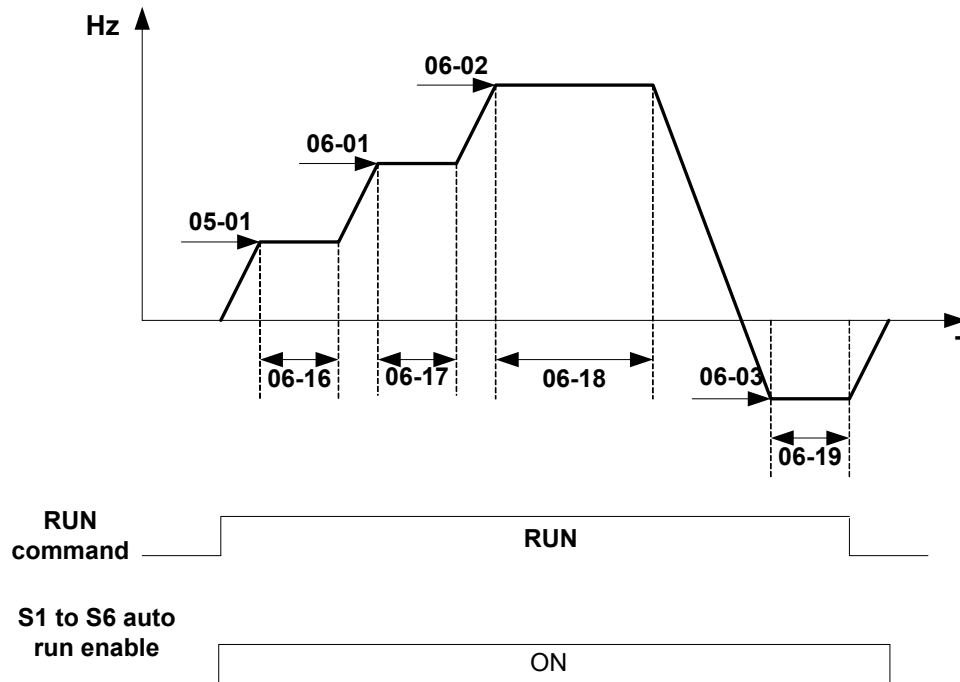 Hz
06-02
06-01
05-01
06-16
06-17
06-18
06-03
06-19
RUN
command
RUN
S1 to S6 auto
run enable
ON